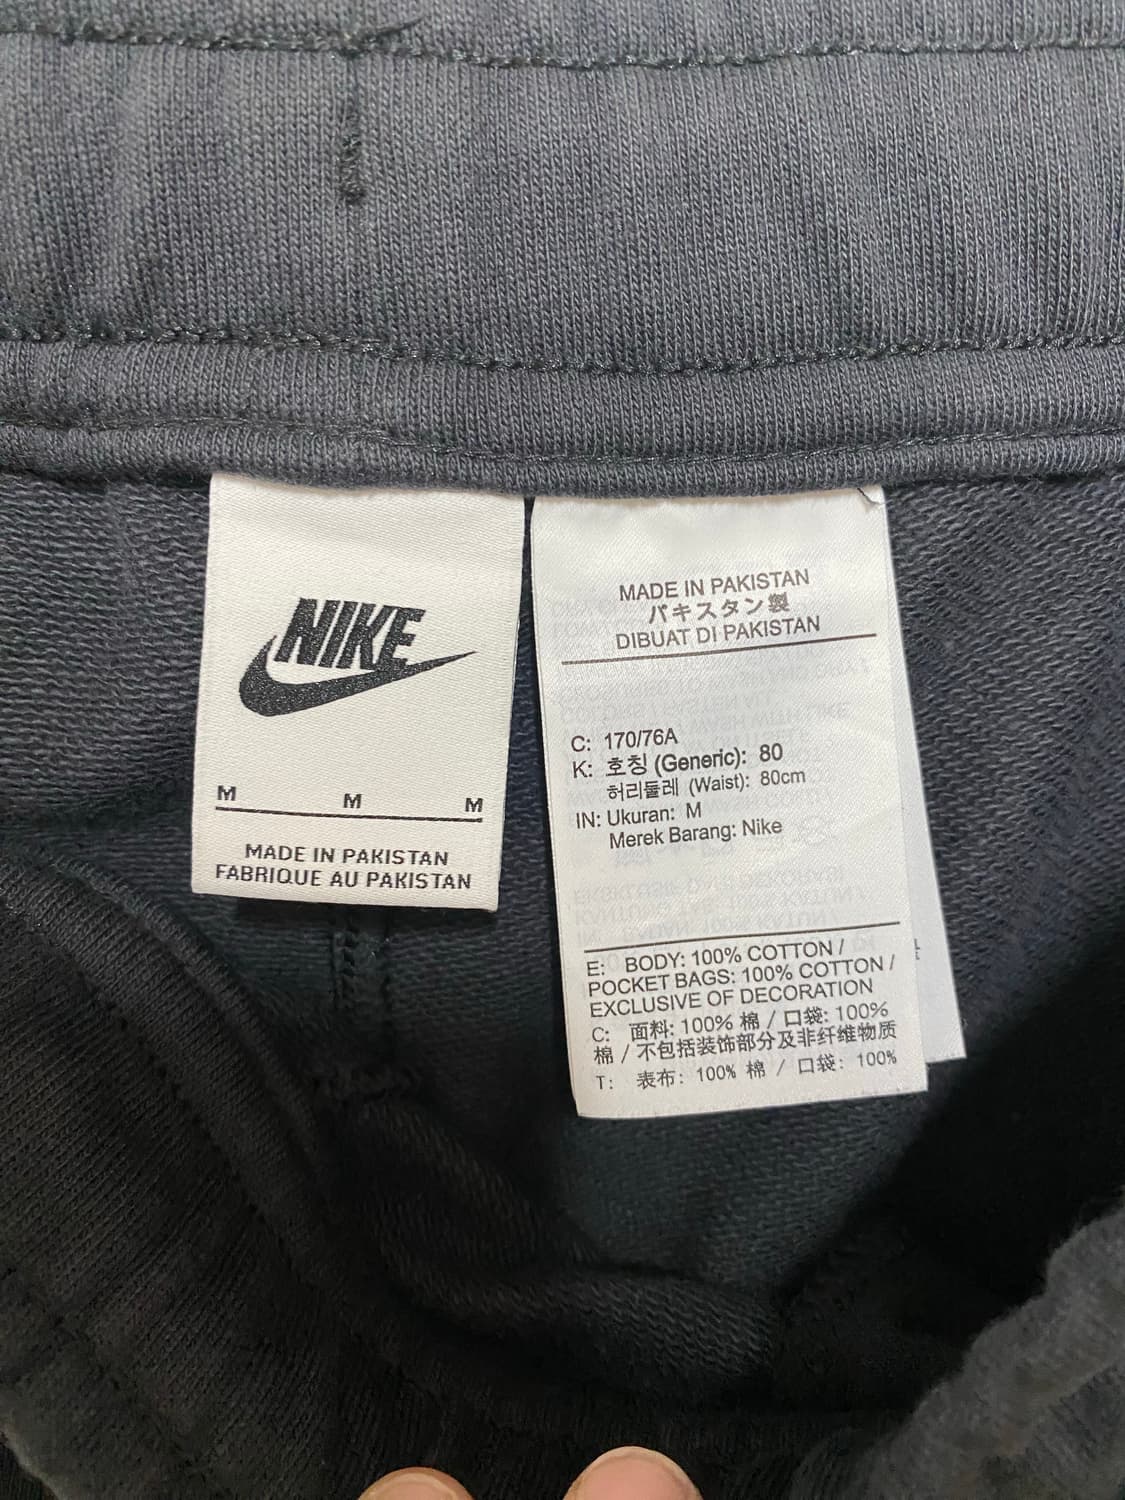 NIKE
M M M
MADE IN PAKISTAN
FABRIQUE AU PAKISTAN
MADE IN PAKISTAN
パキスタン製
DIBUAT DI PAKISTAN
C: 170/76A
K: 호칭 (Generic): 80
허리둘레 (Waist): 80cm
IN: Ukuran: M
Merek Barang: Nike
E: BODY: 100% COTTON /
POCKET BAGS: 100% COTTON /
EXCLUSIVE OF DECORATION
C: 面料: 100% 棉 / 口袋: 100%
棉 / 不包括装饰部分及非纤维物质
T: 表布: 100% 棉 / 口袋: 100%